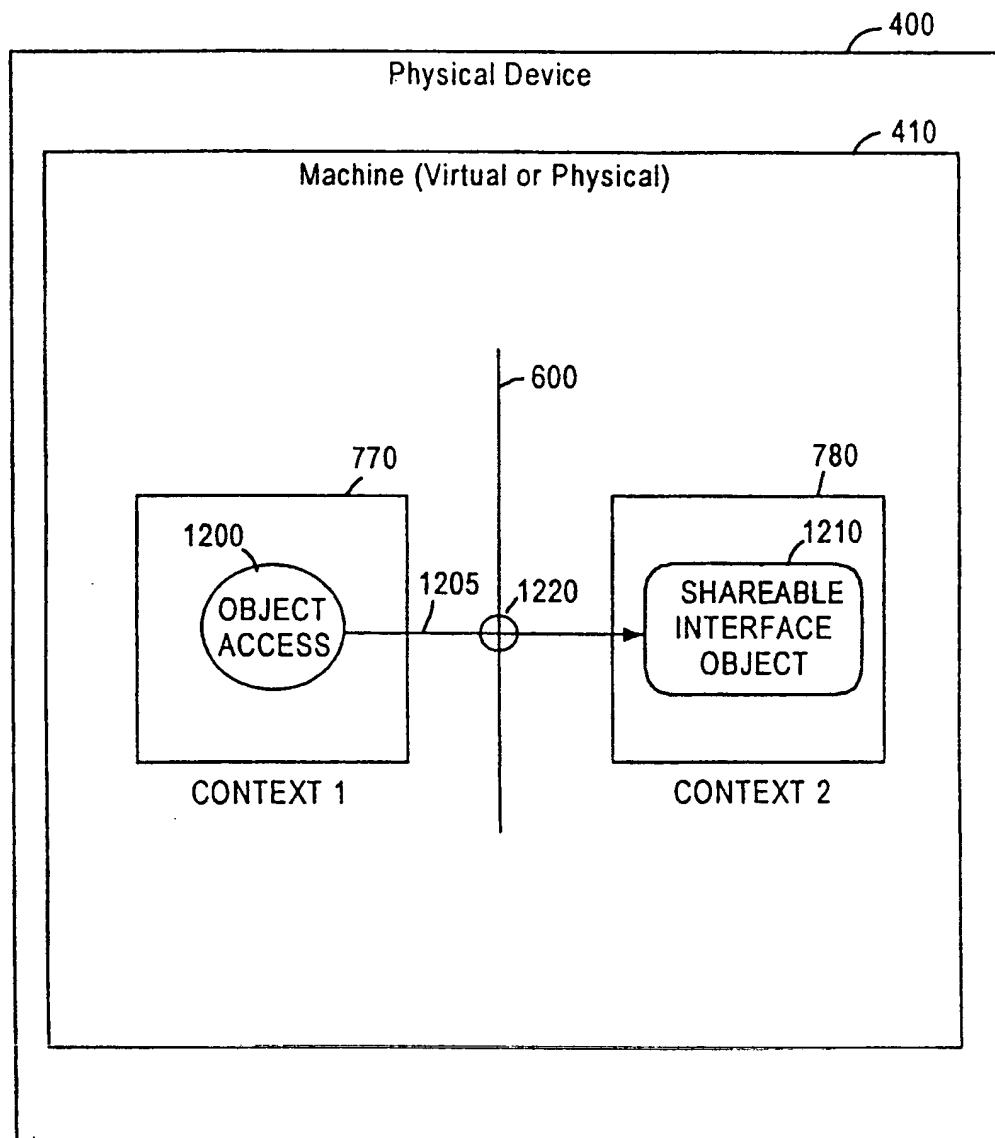 400
Physical Device
410
Machine (Virtual or Physical)
600
770
780
1200
1205
1220
1210
OBJECT
ACCESS
SHAREABLE
INTERFACE
OBJECT
CONTEXT 1
CONTEXT 2